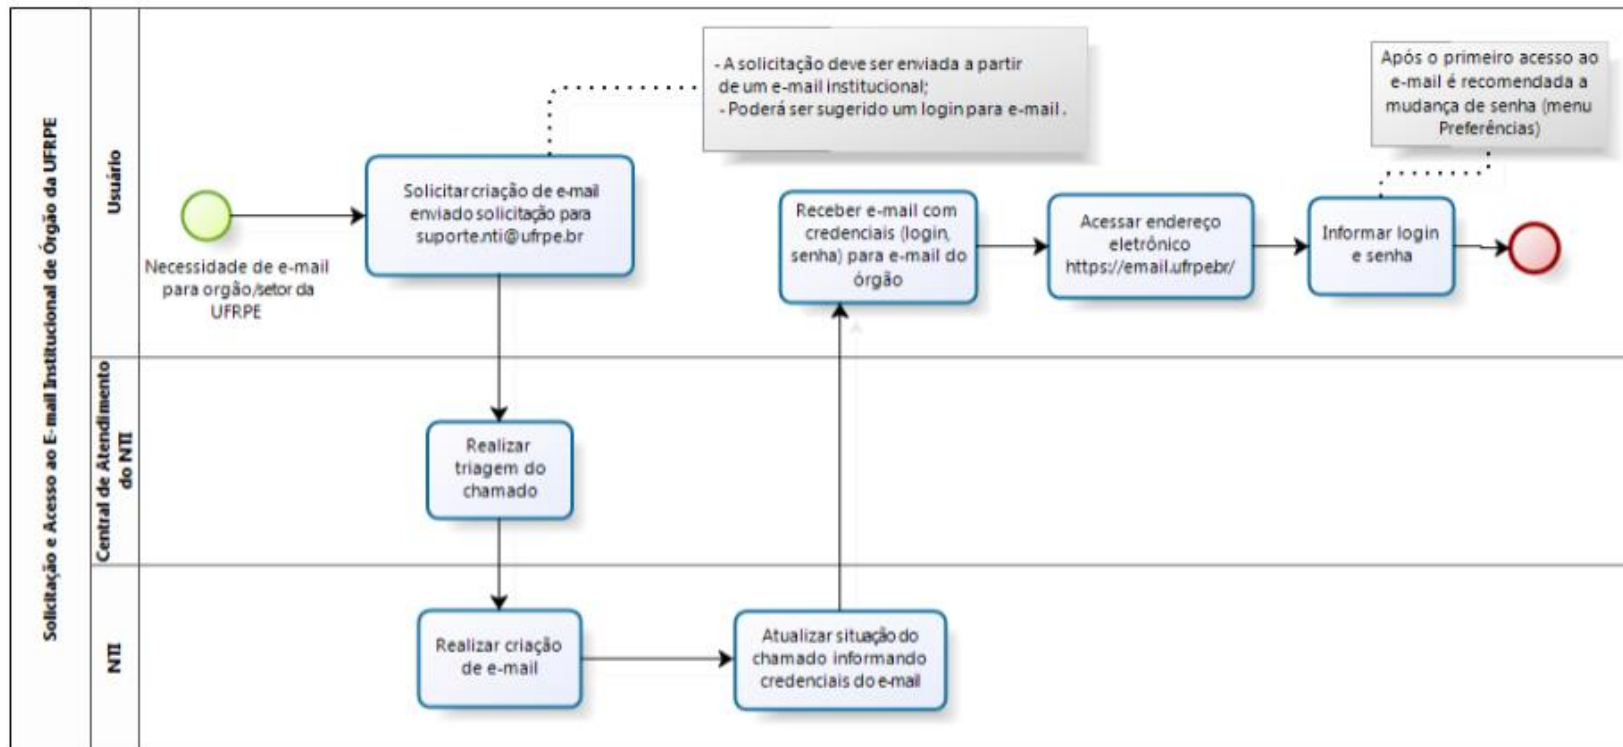 Solicitação e Acesso ao E-mail Institucional de Órgão da UFRPE
Usuário
- A solicitação deve ser enviada a partir
de um e-mail institucional;
- Poderá ser sugerido um login para e-mail.
Após o primeiro acesso ao
e-mail é recomendada a
mudança de senha (menu
Preferências)
Necessidade de e-mail
para orgão/setor da
UFRPE
Solicitar criação de e-mail
enviado solicitação para
suporte.nti@ufrpe.br
Receber e-mail com
credenciais (login,
senha) para e-mail do
órgão
Acessar endereço
eletrônico
https://email.ufrpe.br/
Informar login
e senha
Central de Atendimento
do NTI
Realizar
triagem do
chamado
NTI
Realizar criação
de e-mail
Atualizar situação do
chamado informando
credenciais do e-mail